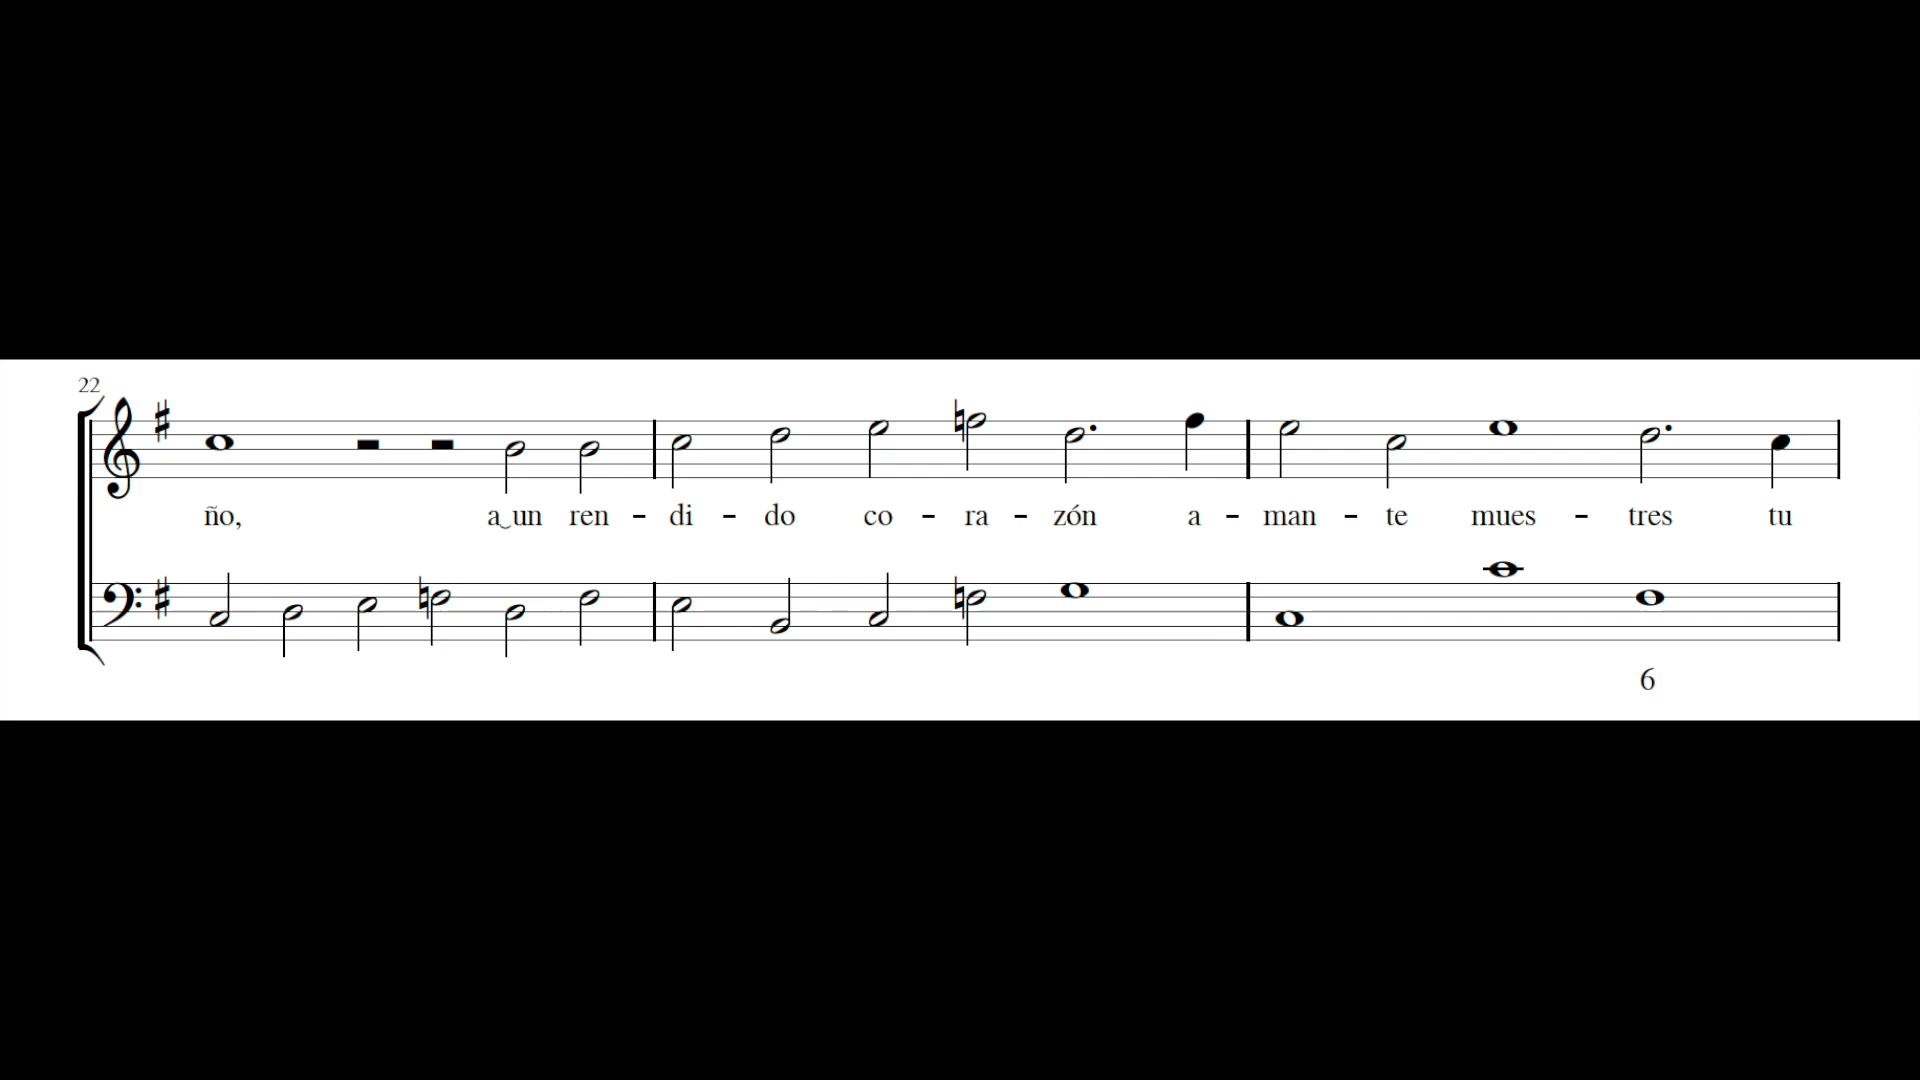 22
ño, a‿un ren - di - do co - ra - zón a - man - te mues - tres tu
6